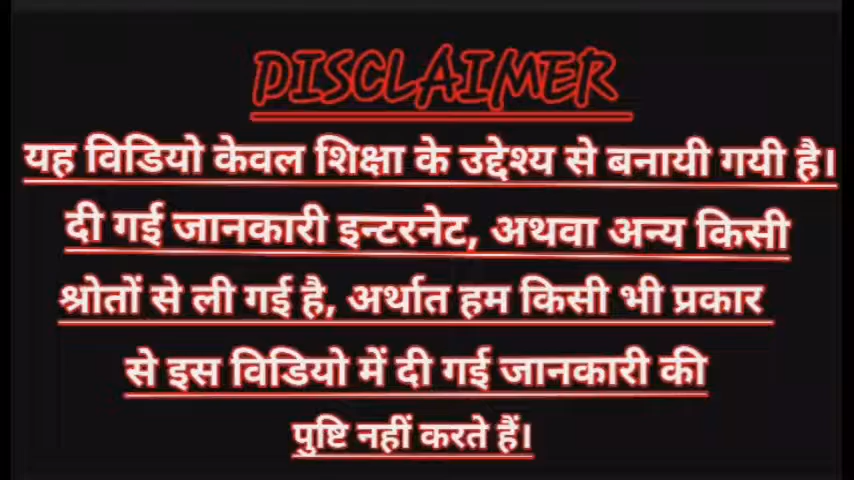 DISCLAIMER
यह विडियो केवल शिक्षा के उद्देश्य से बनायी गयी है।
दी गई जानकारी इन्टरनेट, अथवा अन्य किसी
श्रोतों से ली गई है, अर्थात हम किसी भी प्रकार
से इस विडियो में दी गई जानकारी की
पुष्टि नहीं करते हैं।